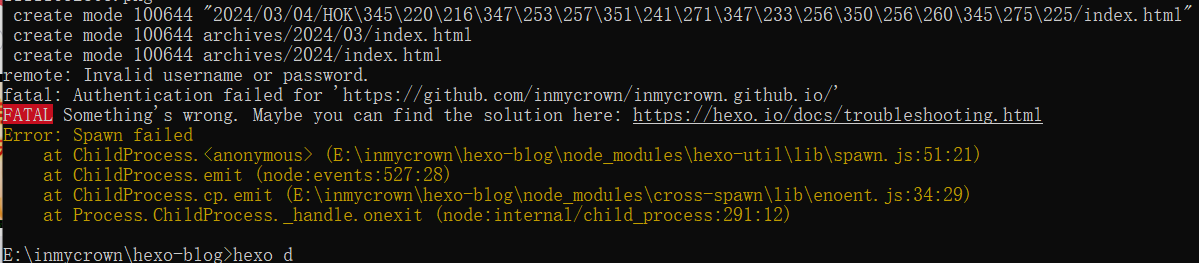 create mode 100644 "2024/03/04/HOK\345\220\216\347\253\257\351\241\271\347\233\256\350\256\260\345\275\225/index.html"
create mode 100644 archives/2024/03/index.html
create mode 100644 archives/2024/index.html
remote: Invalid username or password.
fatal: Authentication failed for 'https://github.com/inmycrown/inmycrown.github.io/'
FATAL Something's wrong. Maybe you can find the solution here: https://hexo.io/docs/troubleshooting.html
Error: Spawn failed
    at ChildProcess.<anonymous> (E:\inmycrown\hexo-blog\node_modules\hexo-util\lib\spawn.js:51:21)
    at ChildProcess.emit (node:events:527:28)
    at ChildProcess.cp.emit (E:\inmycrown\hexo-blog\node_modules\cross-spawn\lib\enoent.js:34:29)
    at Process.ChildProcess._handle.onexit (node:internal/child_process:291:12)
E:\inmycrown\hexo-blog>hexo d